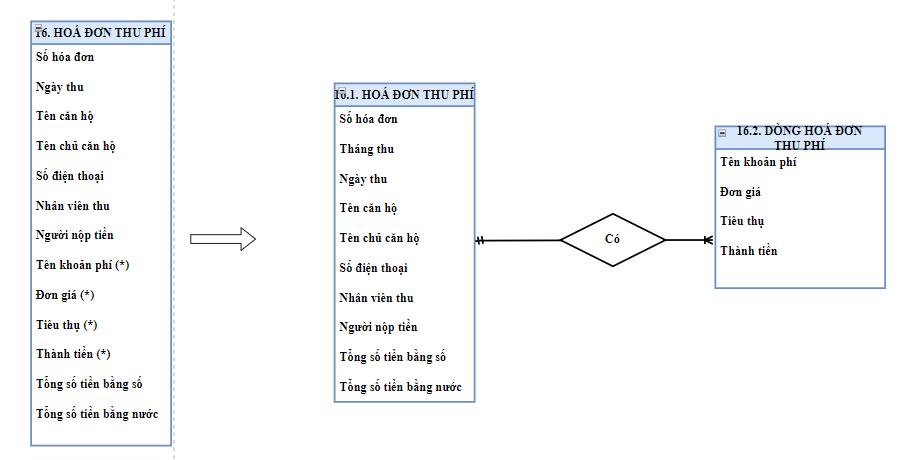 16. HOÁ ĐƠN THU PHÍ
Số hóa đơn
Ngày thu
Tên căn hộ
Tên chủ căn hộ
Số điện thoại
Nhân viên thu
Người nộp tiền
Tên khoản phí (*)
Đơn giá (*)
Tiêu thụ (*)
Thành tiền (*)
Tổng số tiền bằng số
Tổng số tiền bằng nước
16.1. HOÁ ĐƠN THU PHÍ
Số hóa đơn
Tháng thu
Ngày thu
Tên căn hộ
Tên chủ căn hộ
Số điện thoại
Nhân viên thu
Người nộp tiền
Tổng số tiền bằng số
Tổng số tiền bằng nước
Có
16.2. DÒNG HOÁ ĐƠN
THU PHÍ
Tên khoản phí
Đơn giá
Tiêu thụ
Thành tiền